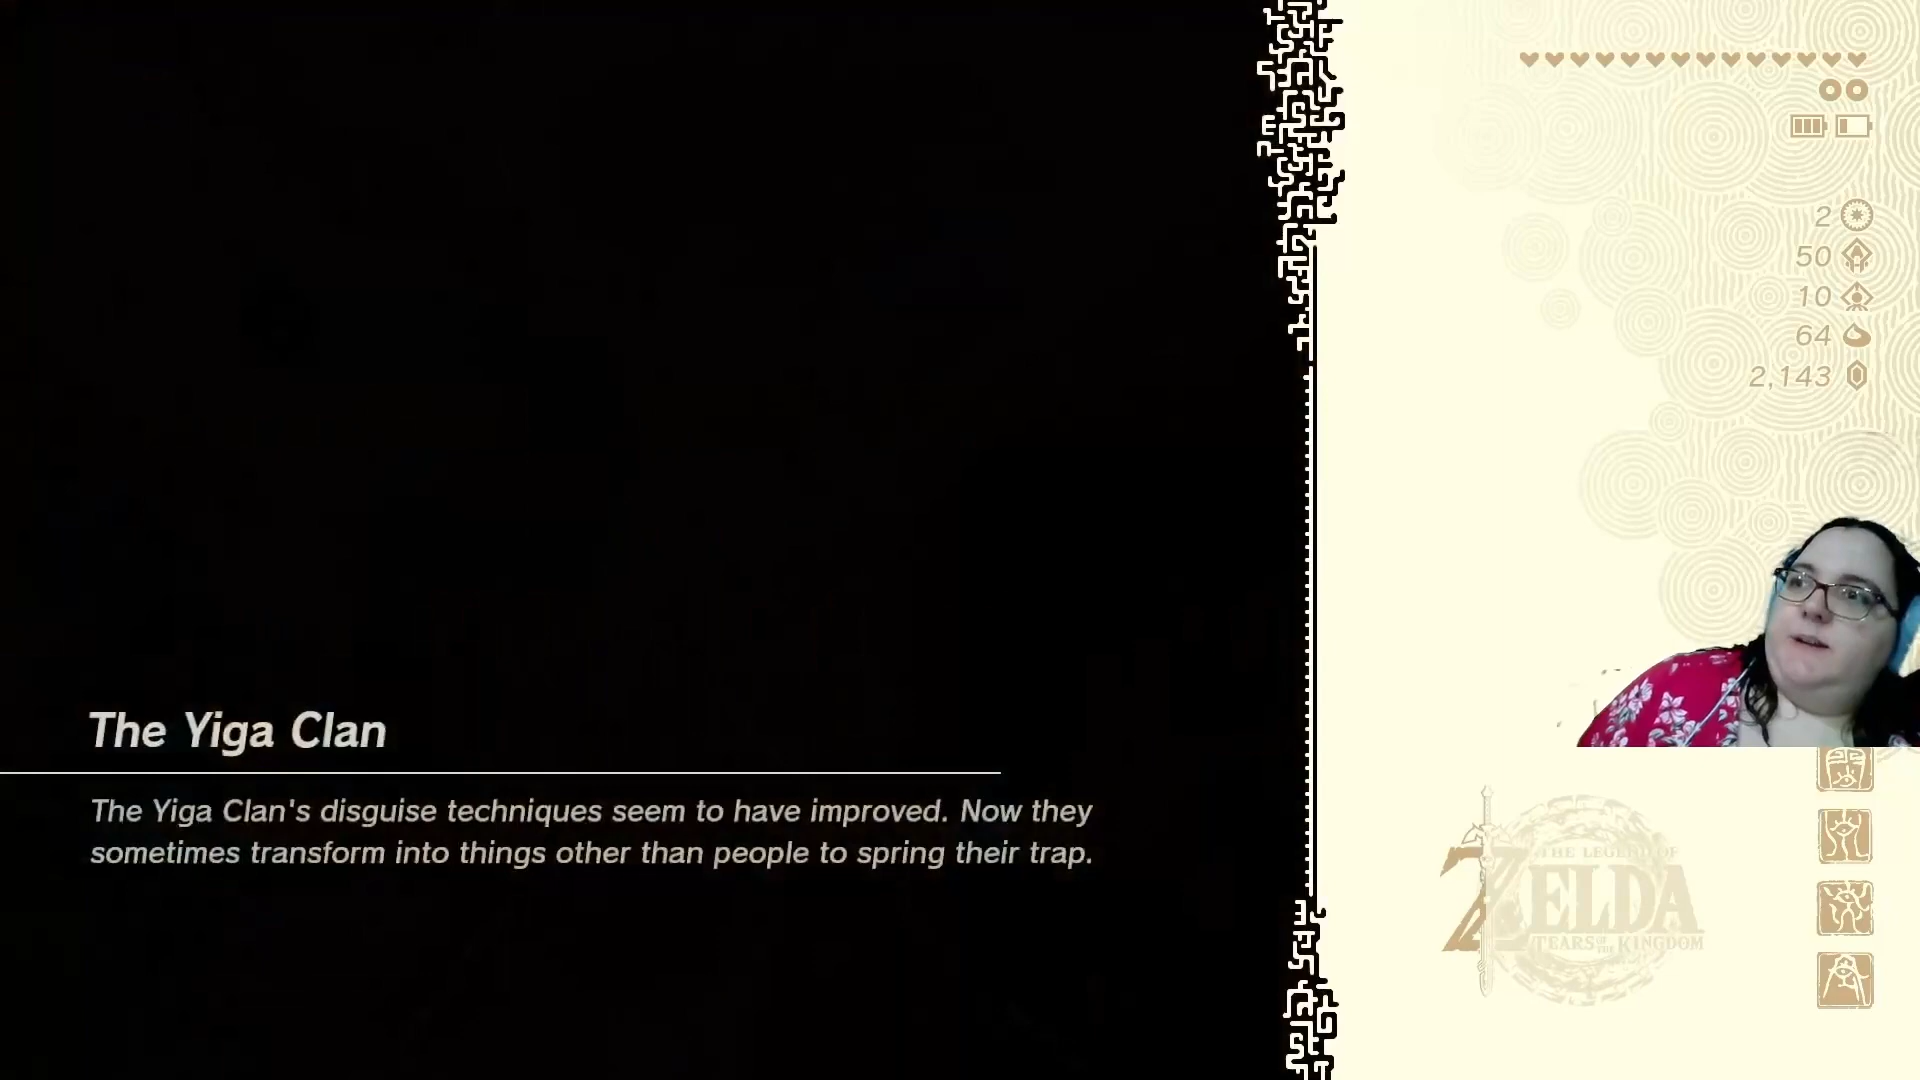 2
50
10
64
2,143
The Yiga Clan
The Yiga Clan's disguise techniques seem to have improved. Now they
sometimes transform into things other than people to spring their trap.
THE LEGEND OF
ZELDA
TEARS OF THE KINGDOM